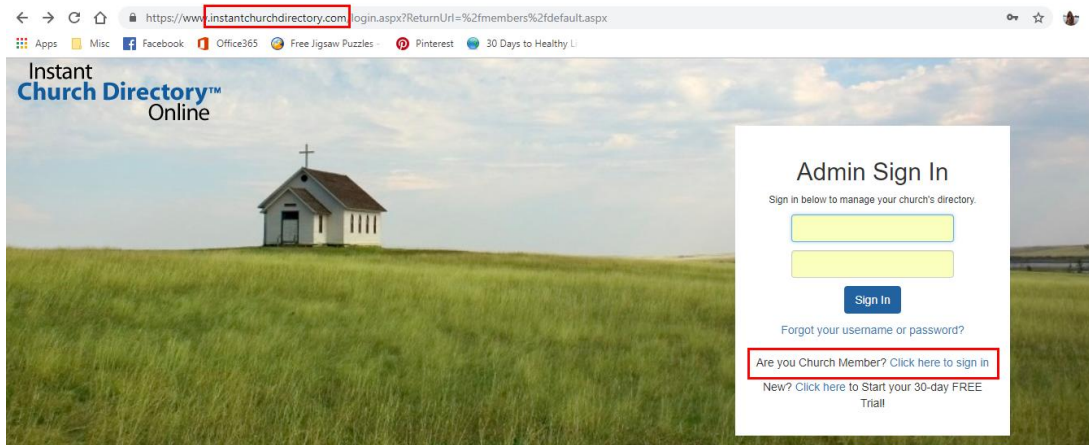 https://www.instantchurchdirectory.com/login.aspx?ReturnUrl=%2fmembers%2fdefault.aspx
Apps Misc Facebook Office365 Free Jigsaw Puzzles - Pinterest 30 Days to Healthy Li
Instant
Church Directory™
Online
Admin Sign In
Sign in below to manage your church's directory.
Sign In
Forgot your username or password?
Are you Church Member? Click here to sign in
New? Click here to Start your 30-day FREE
Trial!